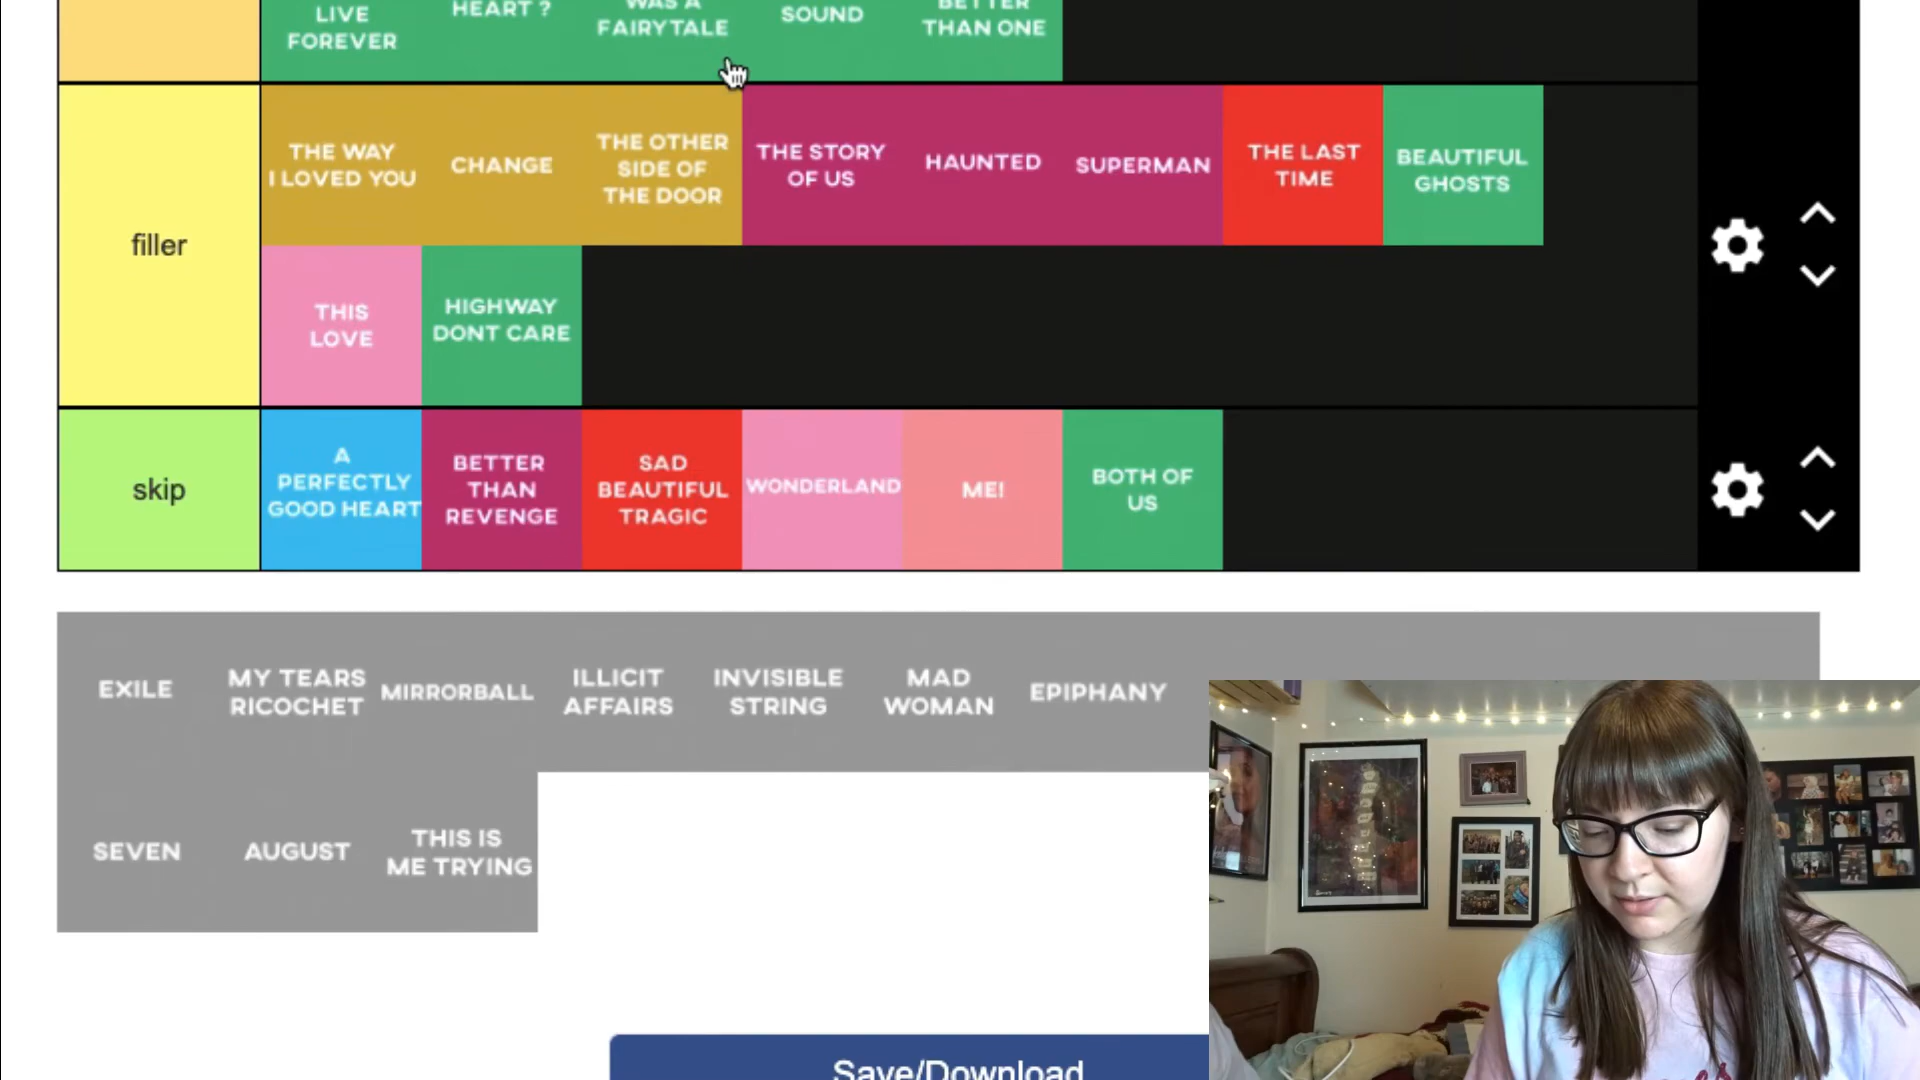 LIVE
FOREVER
HEART ?
WAS A
FAIRYTALE
SOUND
BETTER
THAN ONE
filler
THE WAY
I LOVED YOU
CHANGE
THE OTHER
SIDE OF
THE DOOR
THE STORY
OF US
HAUNTED
SUPERMAN
THE LAST
TIME
BEAUTIFUL
GHOSTS
THIS
LOVE
HIGHWAY
DONT CARE
skip
A
PERFECTLY
GOOD HEART
BETTER
THAN
REVENGE
SAD
BEAUTIFUL
TRAGIC
WONDERLAND
ME!
BOTH OF
US
EXILE
MY TEARS
RICOCHET
MIRRORBALL
ILLICIT
AFFAIRS
INVISIBLE
STRING
MAD
WOMAN
EPIPHANY
SEVEN
AUGUST
THIS IS
ME TRYING
Save/Download